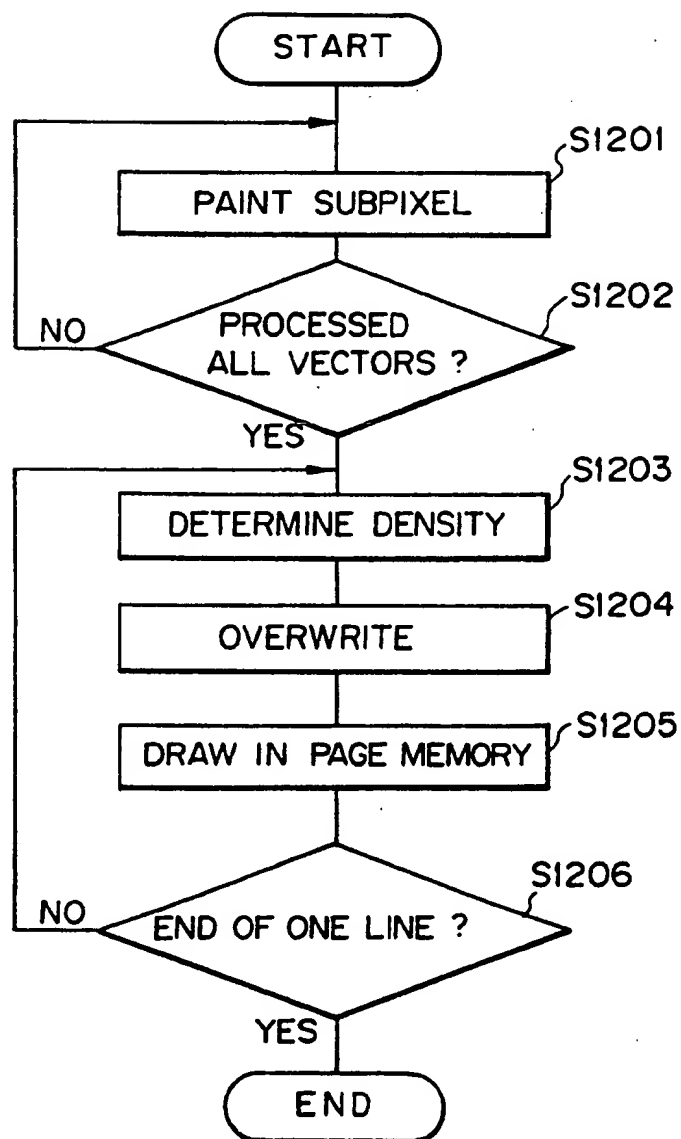 START
S1201
PAINT SUBPIXEL
S1202
NO
PROCESSED
ALL VECTORS ?
YES
S1203
DETERMINE DENSITY
S1204
OVERWRITE
S1205
DRAW IN PAGE MEMORY
S1206
NO
END OF ONE LINE ?
YES
END